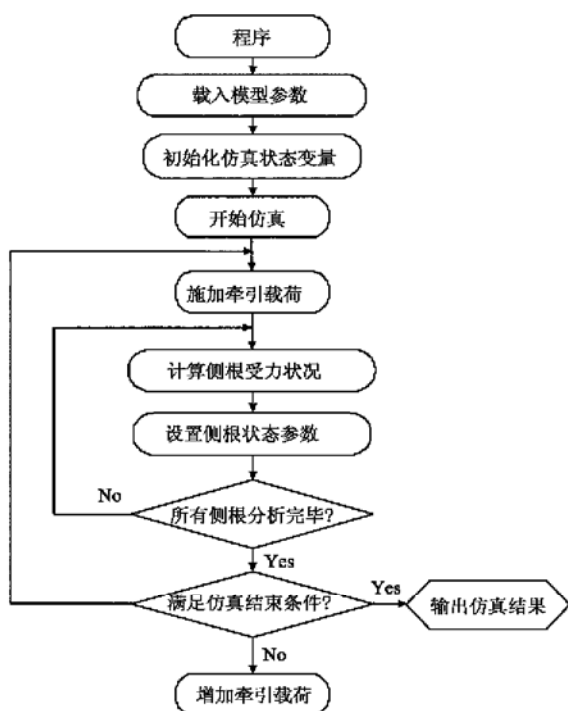 程序
载入模型参数
初始化仿真状态变量
开始仿真
施加牵引载荷
计算侧根受力状况
设置侧根状态参数
No
所有侧根分析完毕?
Yes
满足仿真结束条件?
Yes
输出仿真结果
No
增加牵引载荷